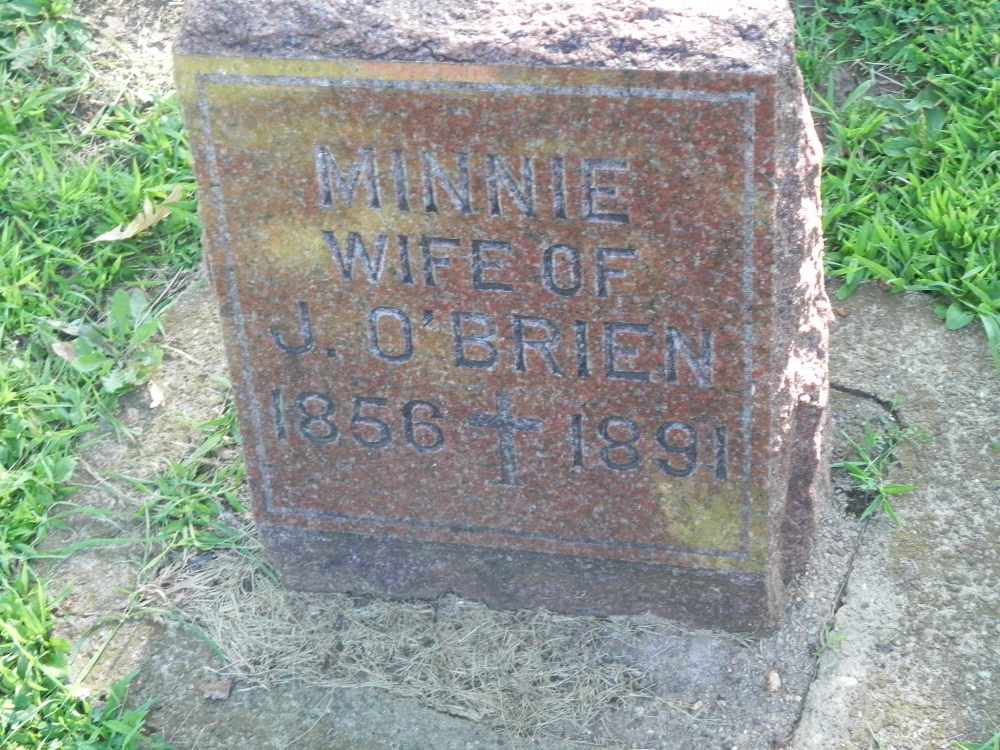 MINNIE
WIFE OF
J. O'BRIEN
1856 ✝ 1891